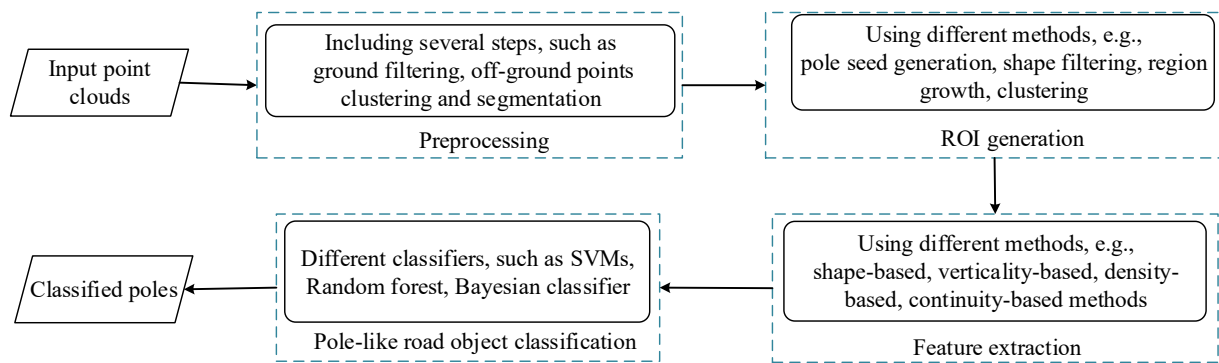 Input point
clouds
Including several steps, such as
ground filtering, off-ground points
clustering and segmentation
Preprocessing
Using different methods, e.g.,
pole seed generation, shape filtering, region
growth, clustering
ROI generation
Using different methods, e.g.,
shape-based, verticality-based, density-
based, continuity-based methods
Feature extraction
Different classifiers, such as SVMs,
Random forest, Bayesian classifier
Pole-like road object classification
Classified poles